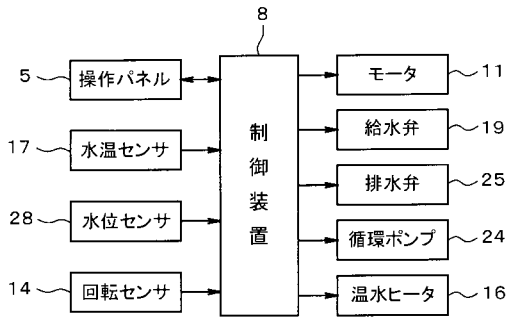 8
5 操作パネル
17 水温センサ
28 水位センサ
14 回転センサ
制御装置
モータ 11
給水弁 19
排水弁 25
循環ポンプ 24
温水ヒータ 16